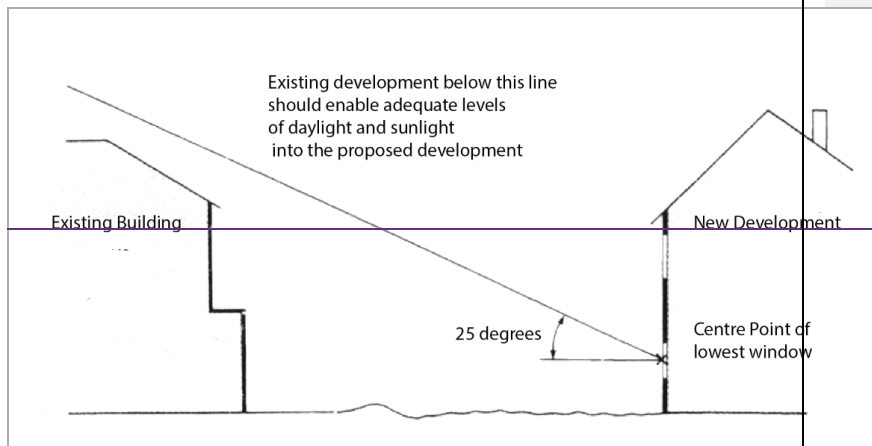 Existing development below this line
should enable adequate levels
of daylight and sunlight
into the proposed development
Existing Building
New Development
25 degrees
Centre Point of
lowest window